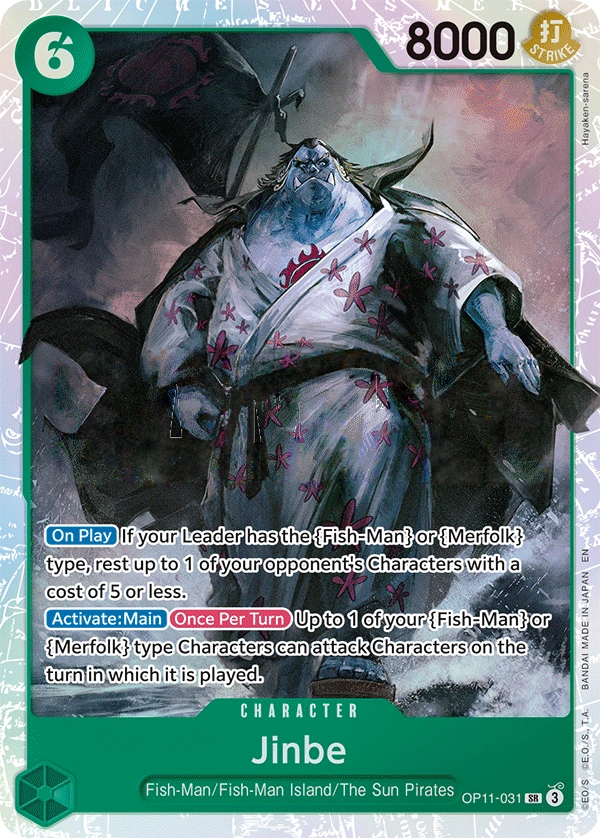 6
8000
打
STRIKE
Hayaken-sarena
On Play If your Leader has the {Fish-Man} or {Merfolk}
type, rest up to 1 of your opponent's Characters with a
cost of 5 or less.
Activate:Main Once Per Turn Up to 1 of your {Fish-Man} or
{Merfolk} type Characters can attack Characters on the
turn in which it is played.
CHARACTER
Jinbe
Fish-Man/Fish-Man Island/The Sun Pirates
OP11-031 SR 3
©E.O/S ©E.O./S., T.A. BANDAI MADE IN JAPAN EN